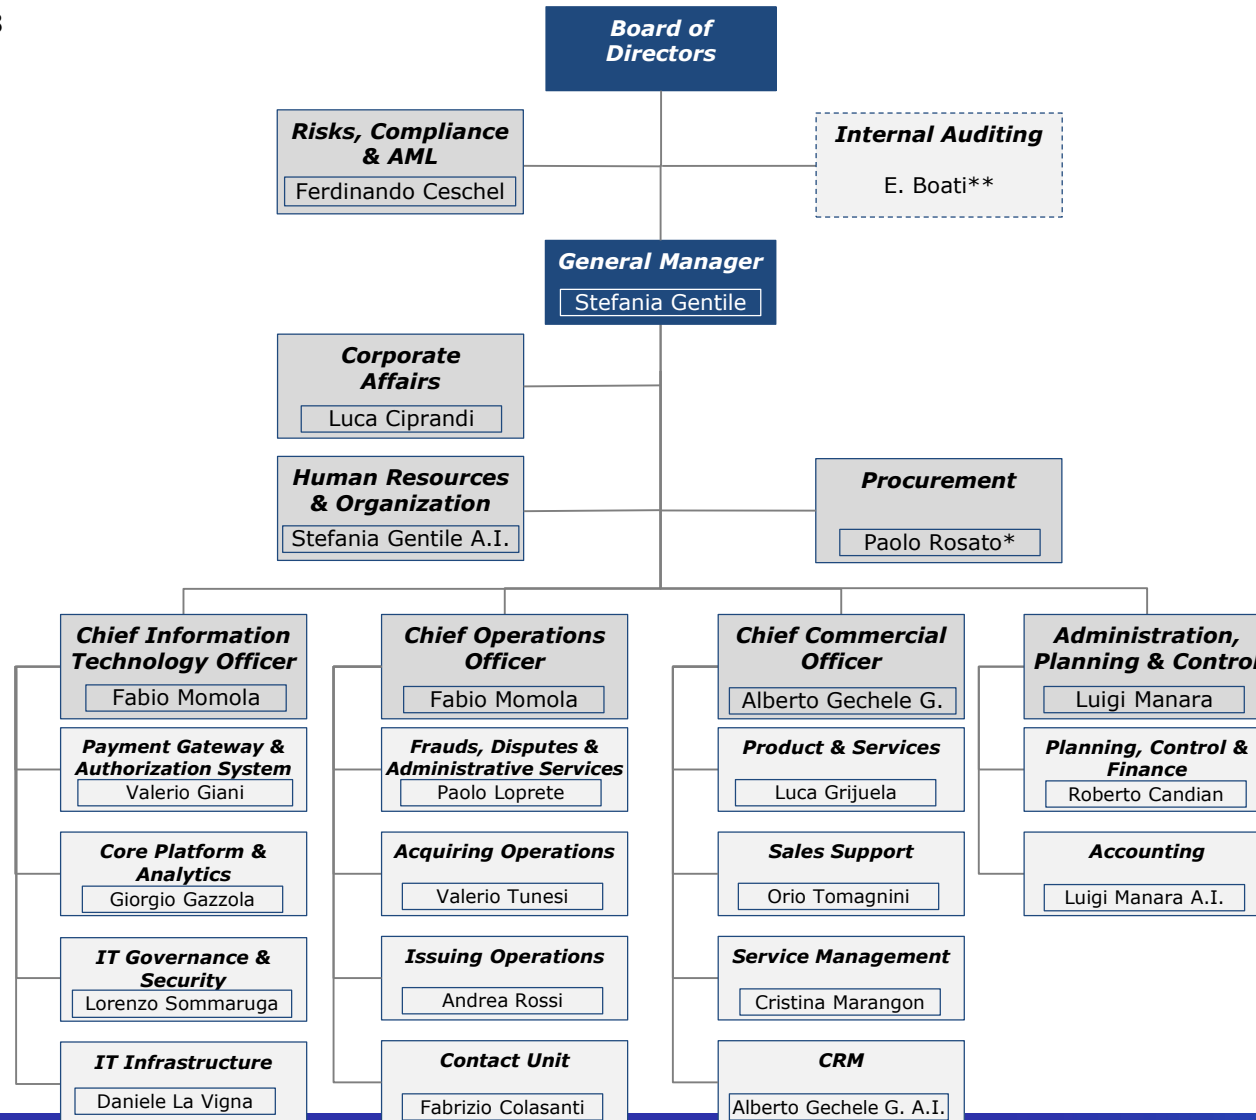 Board of
Directors
Risks, Compliance
& AML
Ferdinando Ceschel
Internal Auditing
E. Boati**
General Manager
Stefania Gentile
Corporate
Affairs
Luca Ciprandi
Human Resources
& Organization
Stefania Gentile A.I.
Procurement
Paolo Rosato*
Chief Information
Technology Officer
Fabio Momola
Chief Operations
Officer
Fabio Momola
Chief Commercial
Officer
Alberto Gechele G.
Administration,
Planning & Control
Luigi Manara
Payment Gateway &
Authorization System
Valerio Giani
Frauds, Disputes &
Administrative Services
Paolo Loprete
Product & Services
Luca Grijuela
Planning, Control &
Finance
Roberto Candian
Core Platform &
Analytics
Giorgio Gazzola
Acquiring Operations
Valerio Tunesi
Sales Support
Orio Tomagnini
Accounting
Luigi Manara A.I.
IT Governance &
Security
Lorenzo Sommaruga
Issuing Operations
Andrea Rossi
Service Management
Cristina Marangon
IT Infrastructure
Daniele La Vigna
Contact Unit
Fabrizio Colasanti
CRM
Alberto Gechele G. A.I.